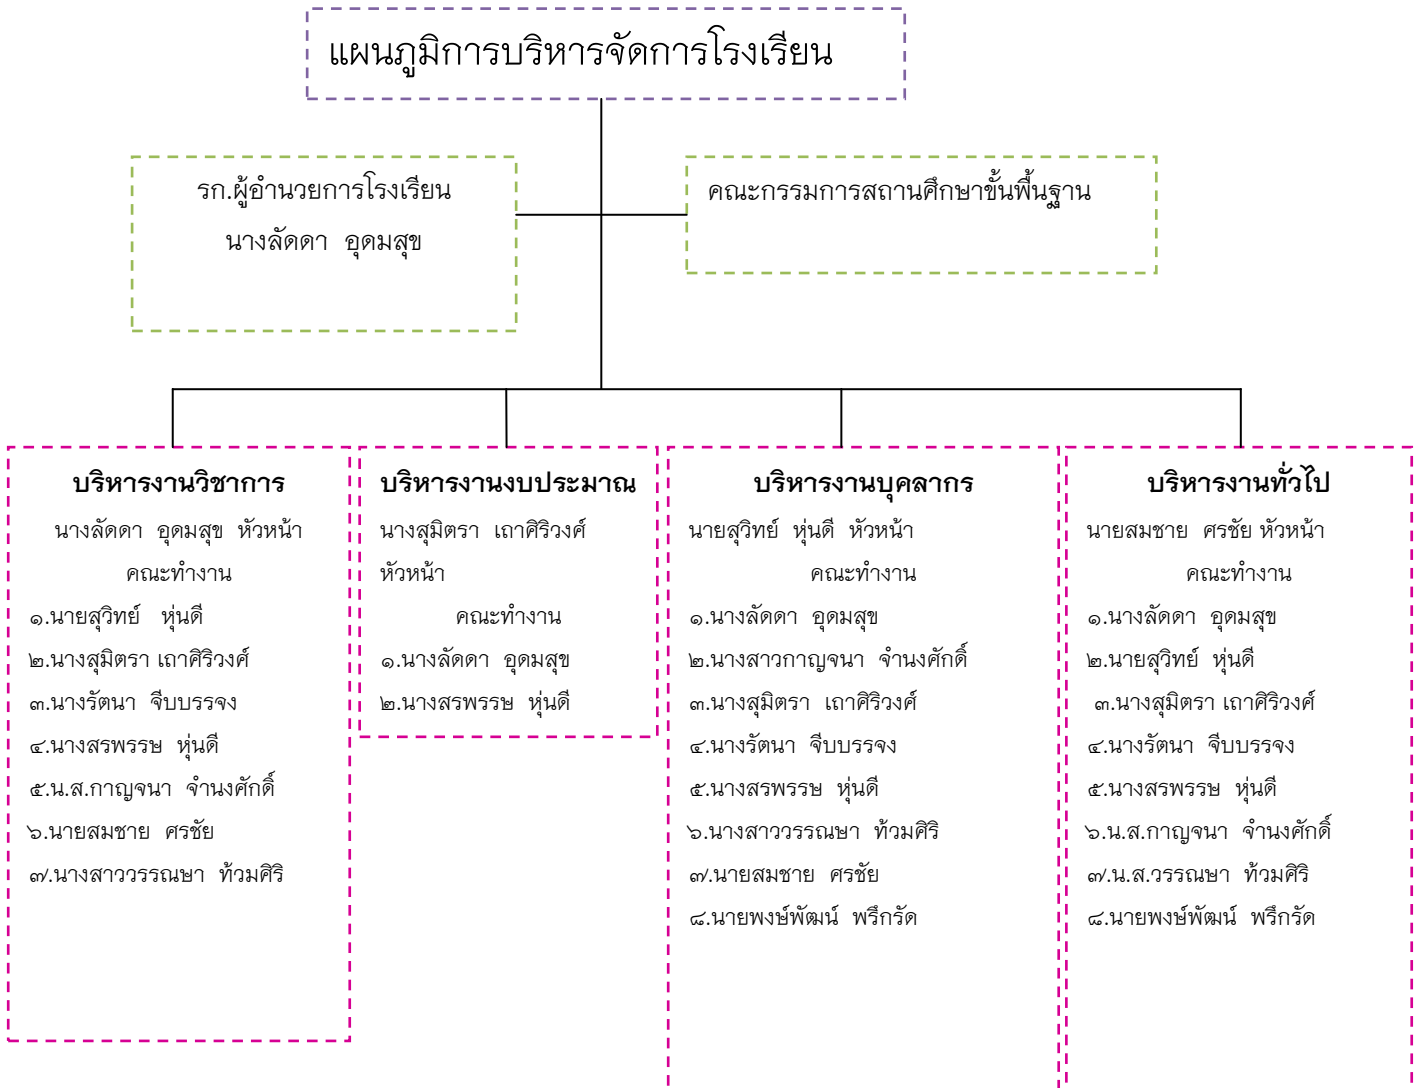 แผนภูมิการบริหารจัดการโรงเรียน
รก.ผู้อำนวยการโรงเรียน
นางลัดดา อุดมสุข
คณะกรรมการสถานศึกษาขั้นพื้นฐาน
บริหารงานวิชาการ
นางลัดดา อุดมสุข หัวหน้า
คณะทำงาน
๑.นายสุวิทย์ หุ่นดี
๒.นางสุมิตรา เถาศิริวงศ์
๓.นางรัตนา จีบบรรจง
๔.นางสรพรรษ หุ่นดี
๕.น.ส.กาญจนา จำนงศักดิ์
๖.นายสมชาย ศรชัย
๗.นางสาววรรณษา ท้วมศิริ
บริหารงานงบประมาณ
นางสุมิตรา เถาศิริวงศ์
หัวหน้า
คณะทำงาน
๑.นางลัดดา อุดมสุข
๒.นางสรพรรษ หุ่นดี
บริหารงานบุคลากร
นายสุวิทย์ หุ่นดี หัวหน้า
คณะทำงาน
๑.นางลัดดา อุดมสุข
๒.นางสาวกาญจนา จำนงศักดิ์
๓.นางสุมิตรา เถาศิริวงศ์
๔.นางรัตนา จีบบรรจง
๕.นางสรพรรษ หุ่นดี
๖.นางสาววรรณษา ท้วมศิริ
๗.นายสมชาย ศรชัย
๘.นายพงษ์พัฒน์ พริ๊กรัด
บริหารงานทั่วไป
นายสมชาย ศรชัย หัวหน้า
คณะทำงาน
๑.นางลัดดา อุดมสุข
๒.นายสุวิทย์ หุ่นดี
๓.นางสุมิตรา เถาศิริวงศ์
๔.นางรัตนา จีบบรรจง
๕.นางสรพรรษ หุ่นดี
๖.น.ส.กาญจนา จำนงศักดิ์
๗.น.ส.วรรณษา ท้วมศิริ
๘.นายพงษ์พัฒน์ พริ๊กรัด